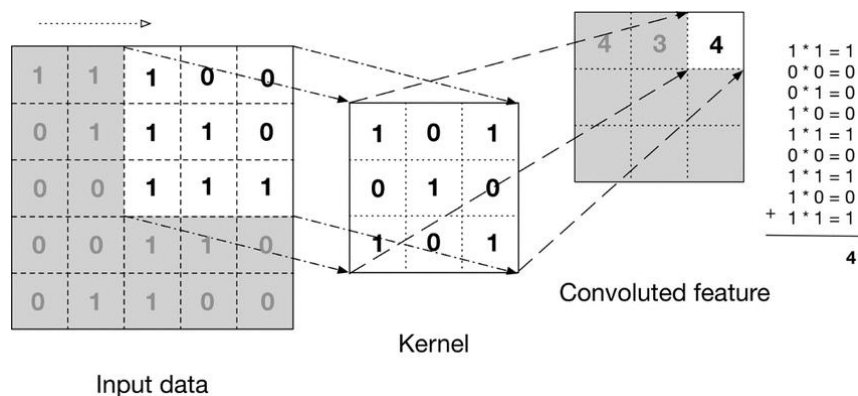 1 1 1 0 0
0 1 1 1 0
0 0 1 1 1
0 0 1 1 0
0 1 1 0 0
Input data
1 0 1
0 1 0
1 0 1
Kernel
4 3 4
Convoluted feature
1 * 1 = 1
0 * 0 = 0
0 * 1 = 0
1 * 0 = 0
1 * 1 = 1
0 * 0 = 0
1 * 1 = 1
1 * 0 = 0
+ 1 * 1 = 1
4